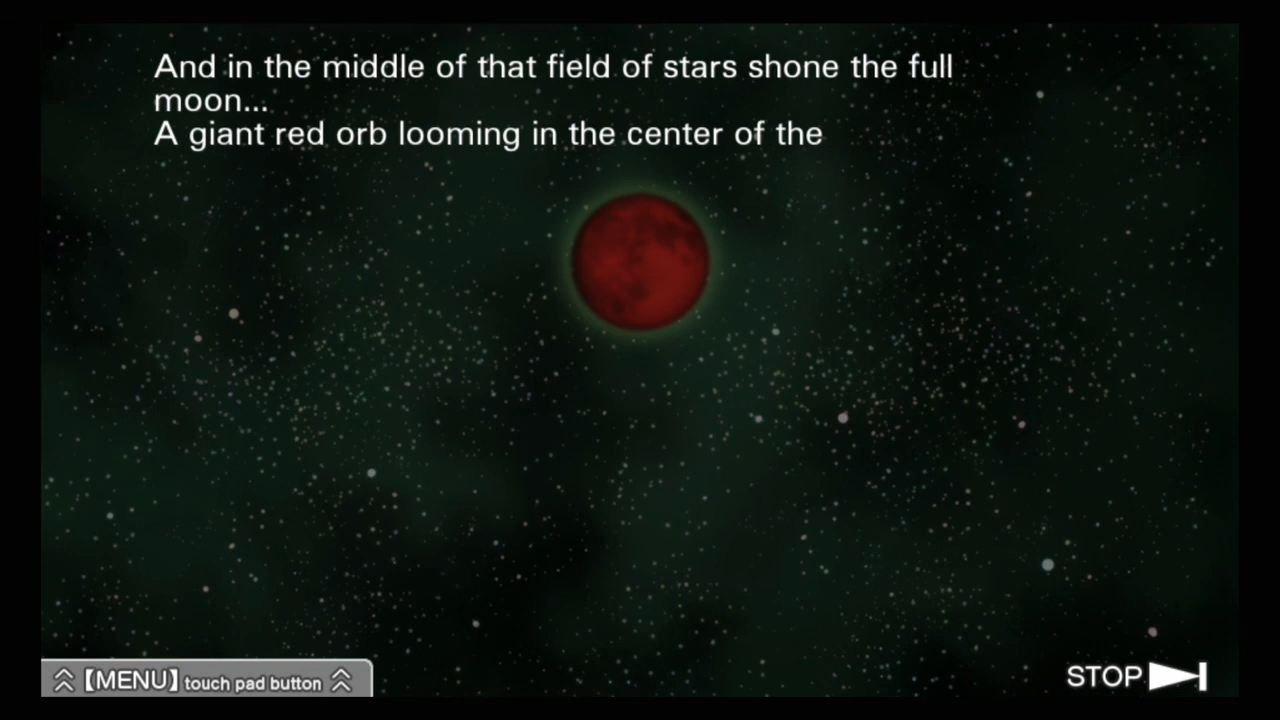 And in the middle of that field of stars shone the full
moon...
A giant red orb looming in the center of the
【MENU】touch pad button
STOP